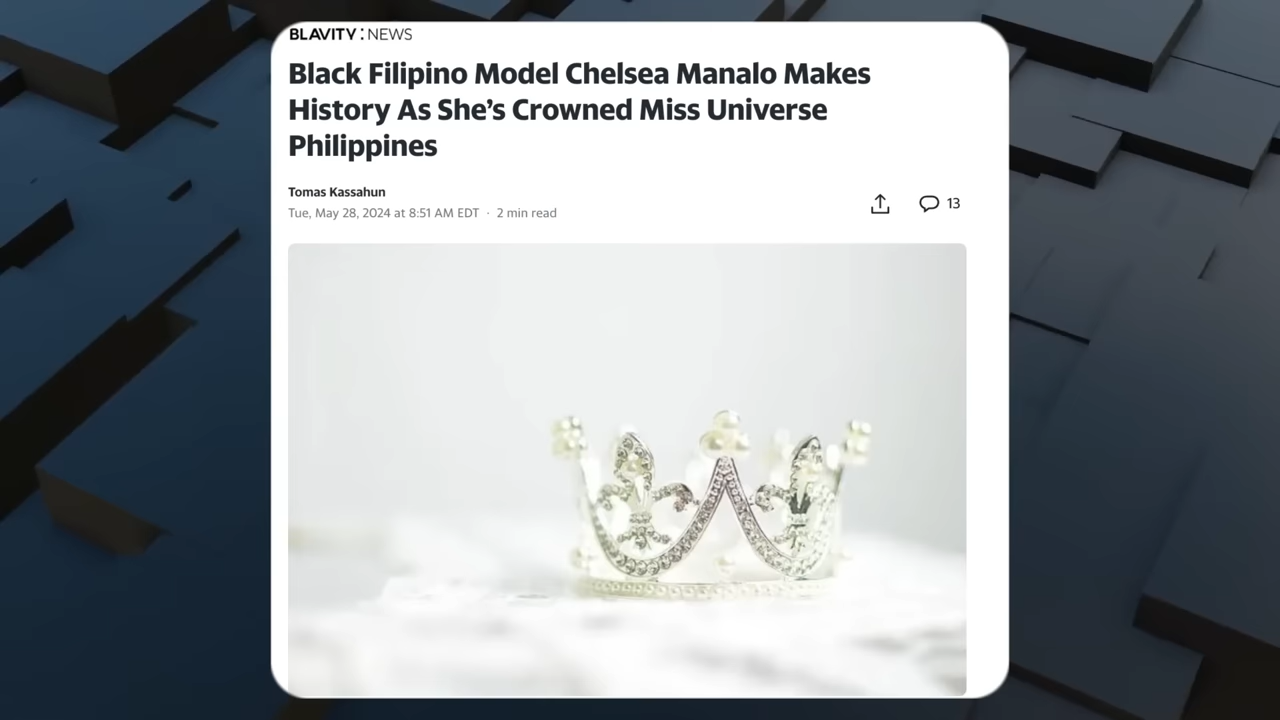 BLAVITY : NEWS
Black Filipino Model Chelsea Manalo Makes
History As She’s Crowned Miss Universe
Philippines
Tomas Kassahun
Tue, May 28, 2024 at 8:51 AM EDT · 2 min read
13